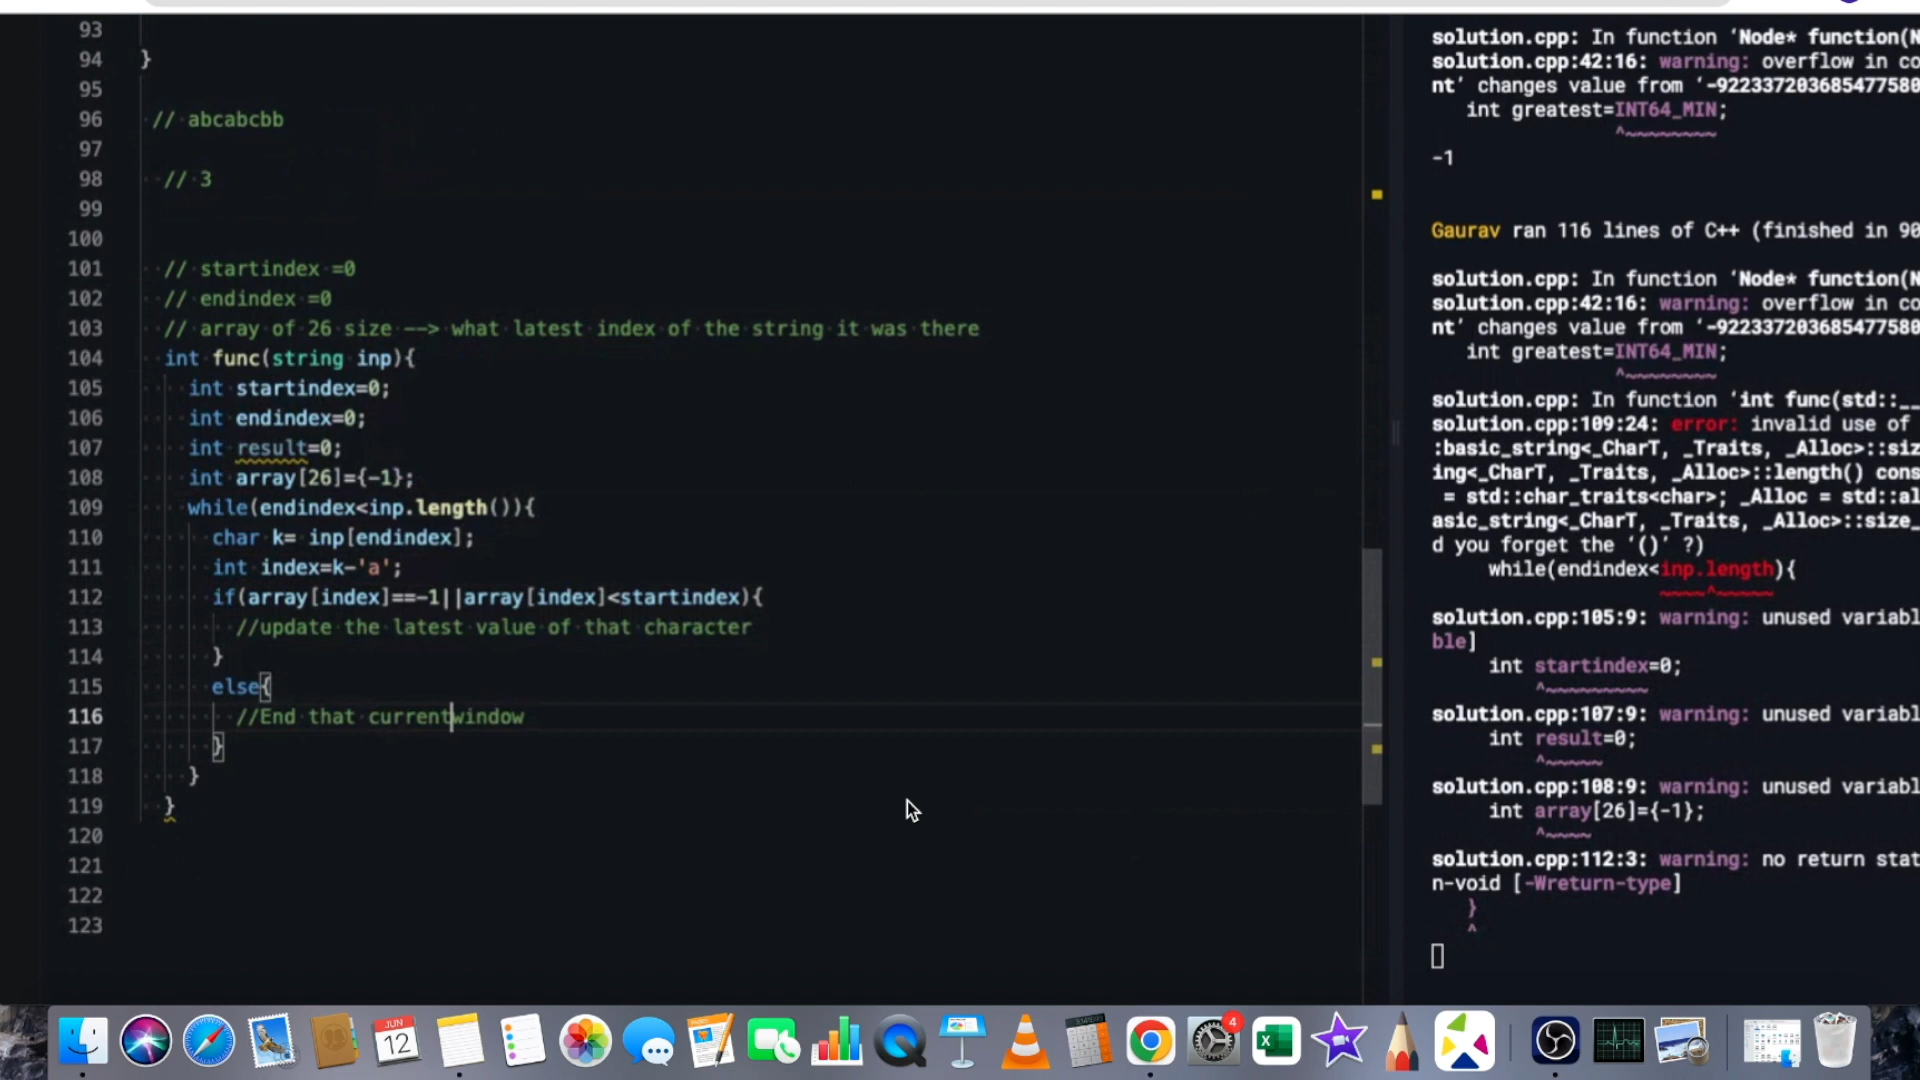 93
94 }
95
96 // abcabcbb
97
98 // 3
99
100
101 // startindex =0
102 // endindex =0
103 // array of 26 size --> what latest index of the string it was there
104 int func(string inp){
105 int startindex=0;
106 int endindex=0;
107 int result=0;
108 int array[26]={-1};
109 while(endindex<inp.length()){
110 char k= inp[endindex];
111 int index=k-'a';
112 if(array[index]==-1||array[index]<startindex){
113 //update the latest value of that character
114 }
115 else{
116 //End that currentwindow
117 }
118 }
119 }
120
121
122
123
solution.cpp: In function ‘Node* function(N
solution.cpp:42:16: warning: overflow in co
nt’ changes value from ‘-922337203685477580
int greatest=INT64_MIN;
^~~~~~~~~
-1
Gaurav ran 116 lines of C++ (finished in 90
solution.cpp: In function ‘Node* function(N
solution.cpp:42:16: warning: overflow in co
nt’ changes value from ‘-922337203685477580
int greatest=INT64_MIN;
^~~~~~~~~
solution.cpp: In function ‘int func(std::__
solution.cpp:109:24: error: invalid use of
:basic_string<_CharT, _Traits, _Alloc>::siz
ing<_CharT, _Traits, _Alloc>::length() cons
= std::char_traits<char>; _Alloc = std::al
asic_string<_CharT, _Traits, _Alloc>::size_
d you forget the ‘()’ ?)
while(endindex<inp.length){
~~~~^~~~~~
solution.cpp:105:9: warning: unused variabl
ble]
int startindex=0;
^~~~~~~~~~
solution.cpp:107:9: warning: unused variabl
int result=0;
^~~~~~
solution.cpp:108:9: warning: unused variabl
int array[26]={-1};
^~~~~
solution.cpp:112:3: warning: no return stat
n-void [-Wreturn-type]
}
^
JUN
12
4